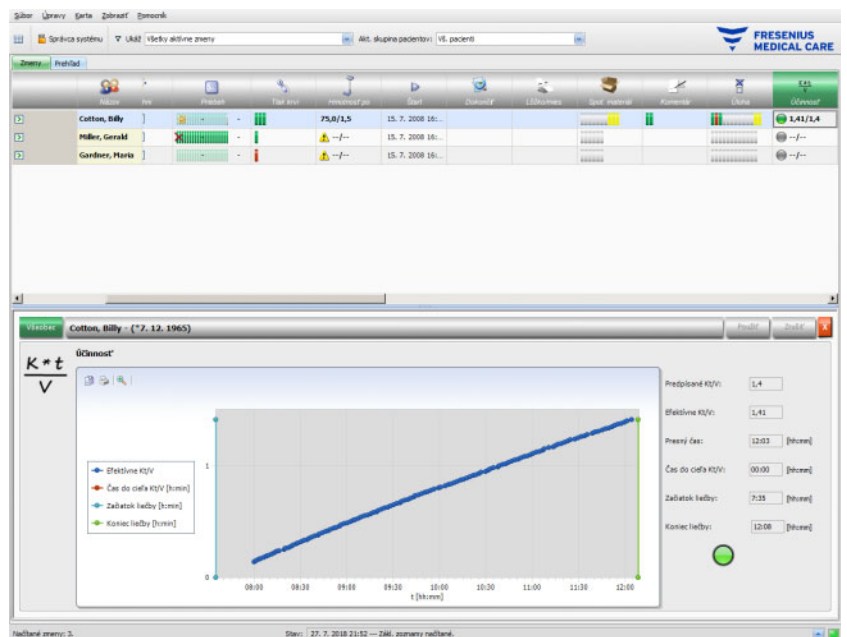 Súbor Úpravy Karta Zobraziť Pomocník
Správca systému Ukáž Všetky aktívne zmeny Akt. skupina pacientov: Vš. pacienti
FRESENIUS
MEDICAL CARE
Zmeny Prehľad
Názov Priebeh Tlak krvi Hmotnosť po Štart Dokončiť Spot. materiál Komentár Úloha Účinnosť
Cotton, Billy ] - - 75,0/1,5 15. 7. 2008 16:... 1,41/1,4
Miller, Gerald ] - --/-- --/--
Gardner, Maria ] - - --/-- 15. 7. 2008 16:... --/--
Všeobec Cotton, Billy - (*7. 12. 1965) Použiť Zrušiť X
K*t
V
Účinnosť
Efektívne Kt/V
Čas do cieľa Kt/V [h:min]
Začiatok liečby [h:min]
Koniec liečby [h:min]
1
0
08:00 08:30 09:00 09:30 10:00 10:30 11:00 11:30 12:00
t [hh:mm]
Predpísané Kt/V: 1,4
Efektívne Kt/V: 1,41
Presný čas: 12:03 [hh:mm]
Čas do cieľa Kt/V: 00:00 [hh:mm]
Začiatok liečby: 7:35 [hh:mm]
Koniec liečby: 12:08 [hh:mm]
Načítané zmeny: 3. Stav: 27. 7. 2018 21:52 — Zákl. zoznamy načítané.